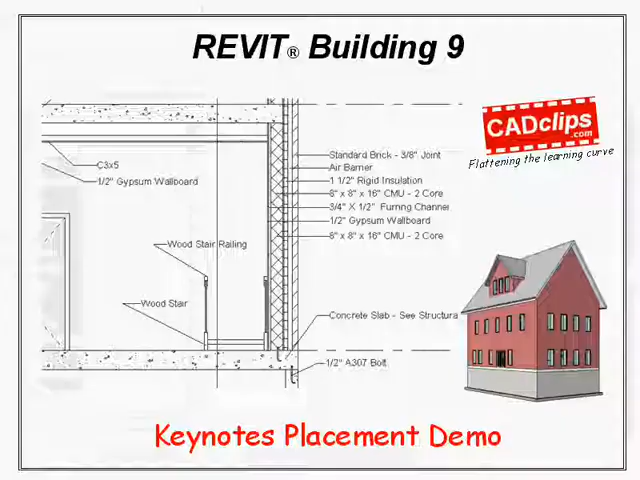 REVIT® Building 9
CADclips
.com
Flattening the learning curve
Standard Brick - 3/8" Joint
Air Barrier
1 1/2" Rigid Insulation
8" x 8" x 16" CMU - 2 Core
3/4" X 1/2" Furring Channel
1/2" Gypsum Wallboard
8" x 8" x 16" CMU - 2 Core
C3x5
1/2" Gypsum Wallboard
Wood Stair Railing
Wood Stair
Concrete Slab - See Structura
1/2" A307 Bolt
Keynotes Placement Demo